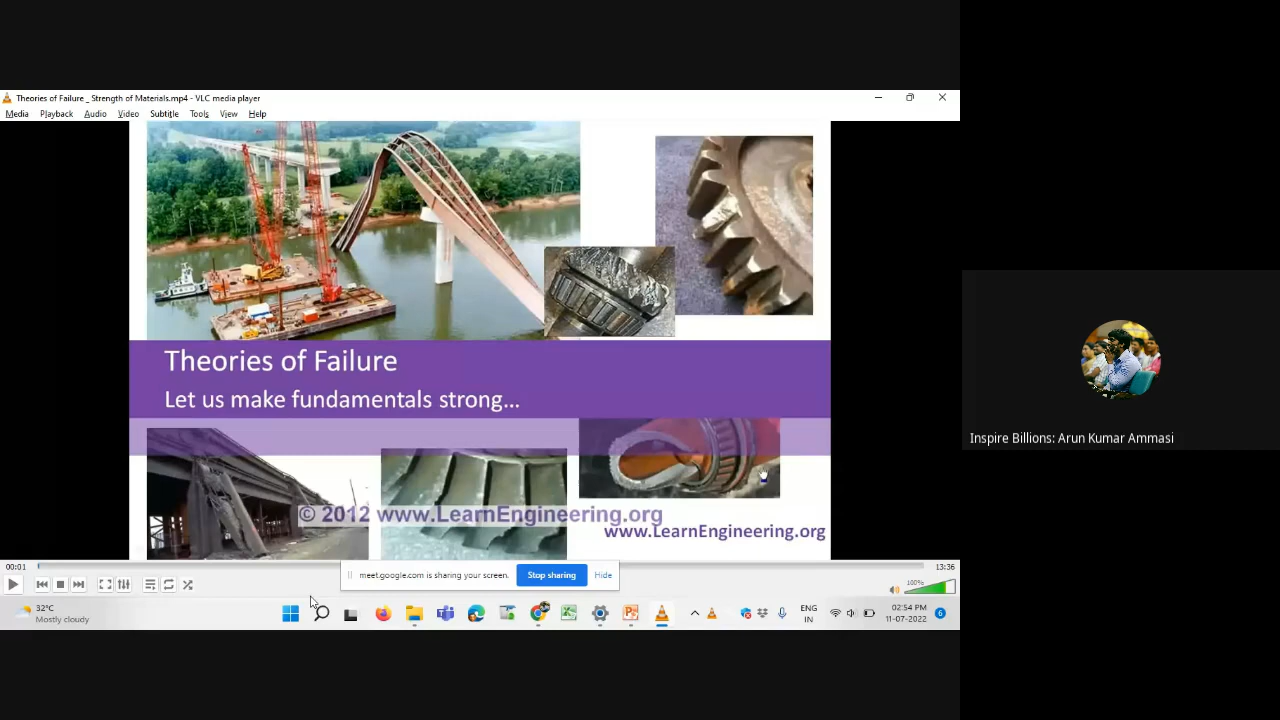 Theories of Failure _ Strength of Materials.mp4 - VLC media player
Media Playback Audio Video Subtitle Tools View Help
Theories of Failure
Let us make fundamentals strong...
© 2012 www.LearnEngineering.org
www.LearnEngineering.org
00:01
13:36
meet.google.com is sharing your screen.
Stop sharing
Hide
100%
32°C
Mostly cloudy
ENG
IN
02:54 PM
11-07-2022
6
Inspire Billions: Arun Kumar Ammasi